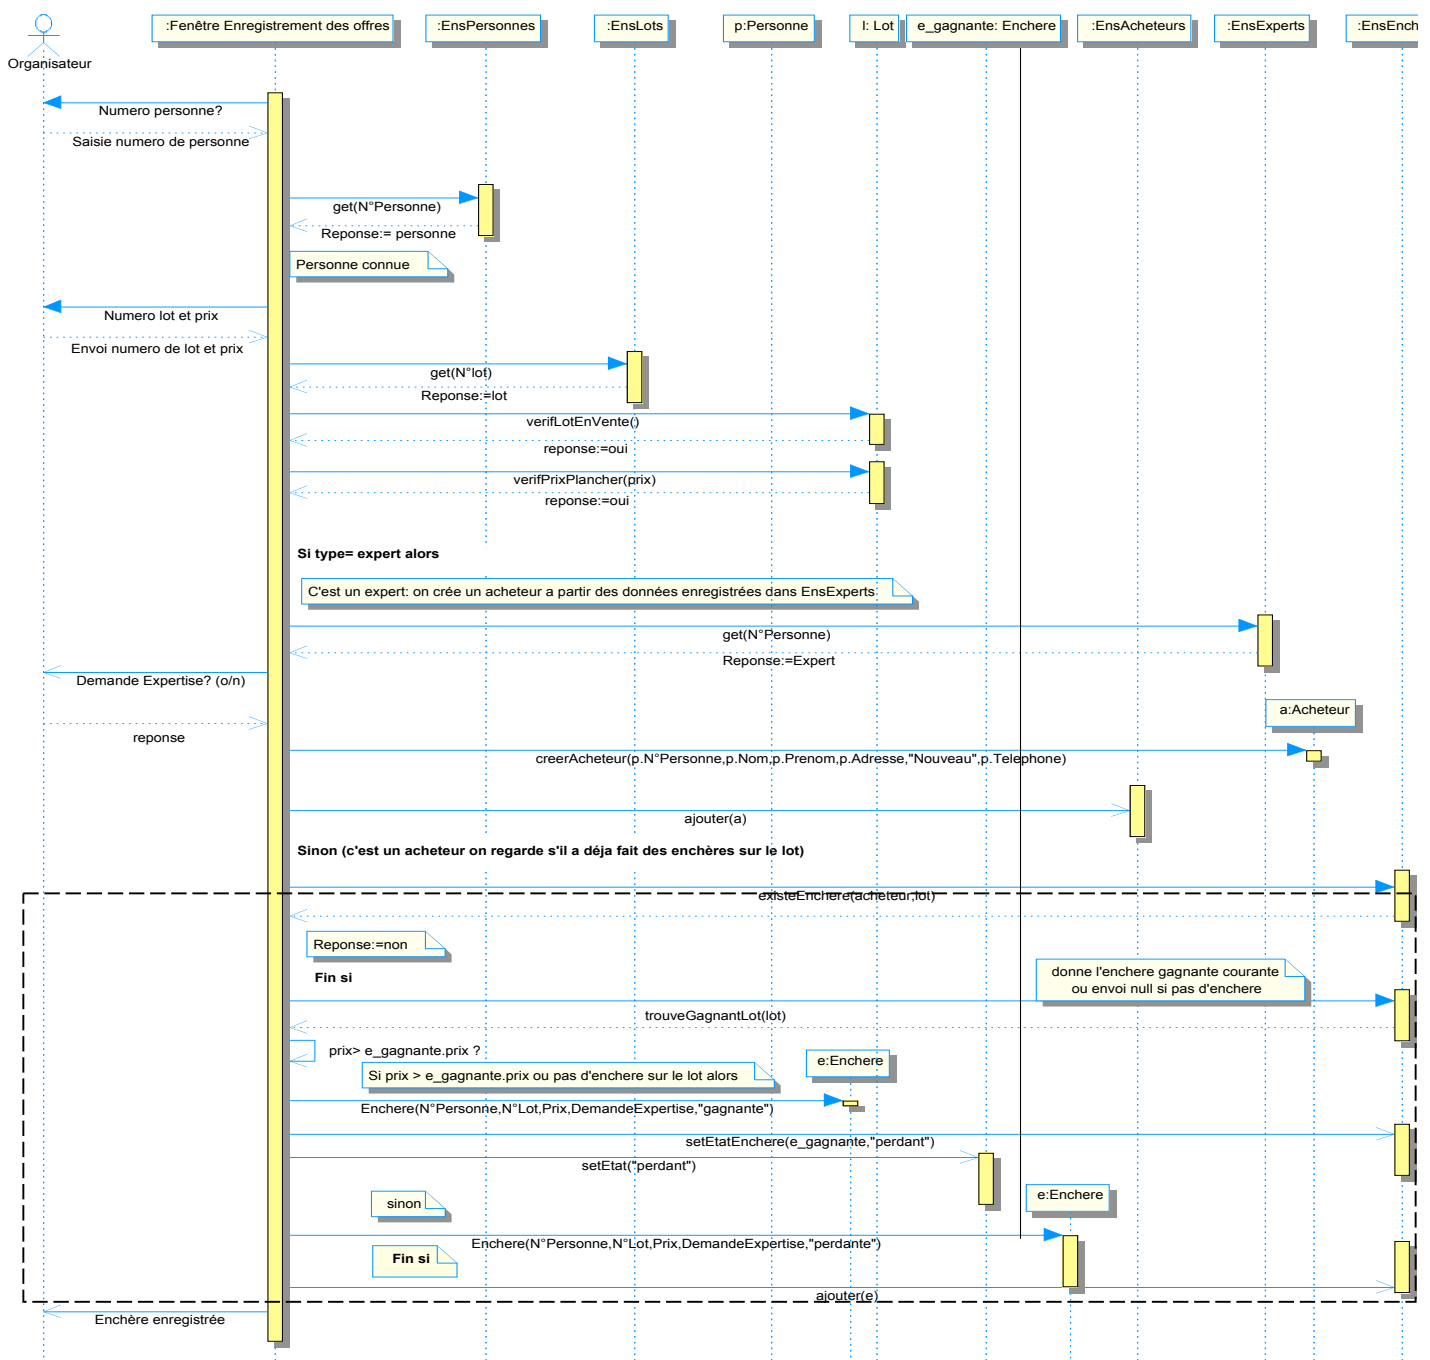 :Fenêtre Enregistrement des offres
:EnsPersonnes
:EnsLots
p:Personne
l: Lot
e_gagnante: Enchere
:EnsAcheteurs
:EnsExperts
:EnsEnch
Organisateur
Numero personne?
Saisie numero de personne
get(N°Personne)
Reponse:= personne
Personne connue
Numero lot et prix
Envoi numero de lot et prix
get(N°lot)
Reponse:=lot
verifLotEnVente()
reponse:=oui
verifPrixPlancher(prix)
reponse:=oui
Si type= expert alors
C'est un expert: on crée un acheteur a partir des données enregistrées dans EnsExperts
get(N°Personne)
Reponse:=Expert
Demande Expertise? (o/n)
a:Acheteur
reponse
creerAcheteur(p.N°Personne,p.Nom,p.Prenom,p.Adresse,"Nouveau",p.Telephone)
ajouter(a)
Sinon (c'est un acheteur on regarde s'il a déja fait des enchères sur le lot)
existeEnchere(acheteur,lot)
Reponse:=non
Fin si
donne l'enchere gagnante courante
ou envoi null si pas d'enchere
trouveGagnantLot(lot)
prix> e_gagnante.prix ?
e:Enchere
Si prix > e_gagnante.prix ou pas d'enchere sur le lot alors
Enchere(N°Personne,N°Lot,Prix,DemandeExpertise,"gagnante")
setEtatEnchere(e_gagnante,"perdant")
setEtat("perdant")
sinon
e:Enchere
Enchere(N°Personne,N°Lot,Prix,DemandeExpertise,"perdante")
Fin si
ajouter(e)
Enchère enregistrée